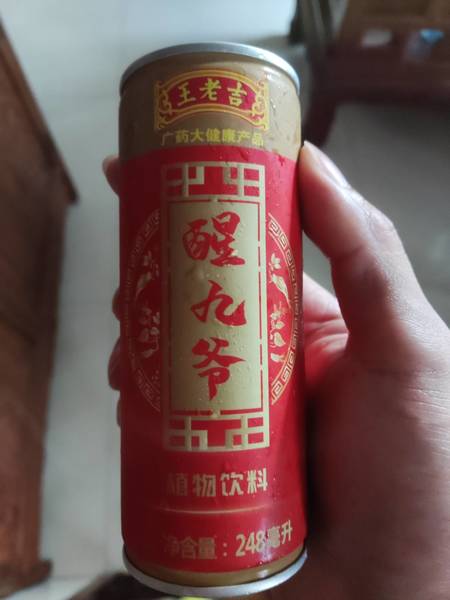 王老吉
广药大健康产品
醒九爷
植物饮料
净含量：248毫升